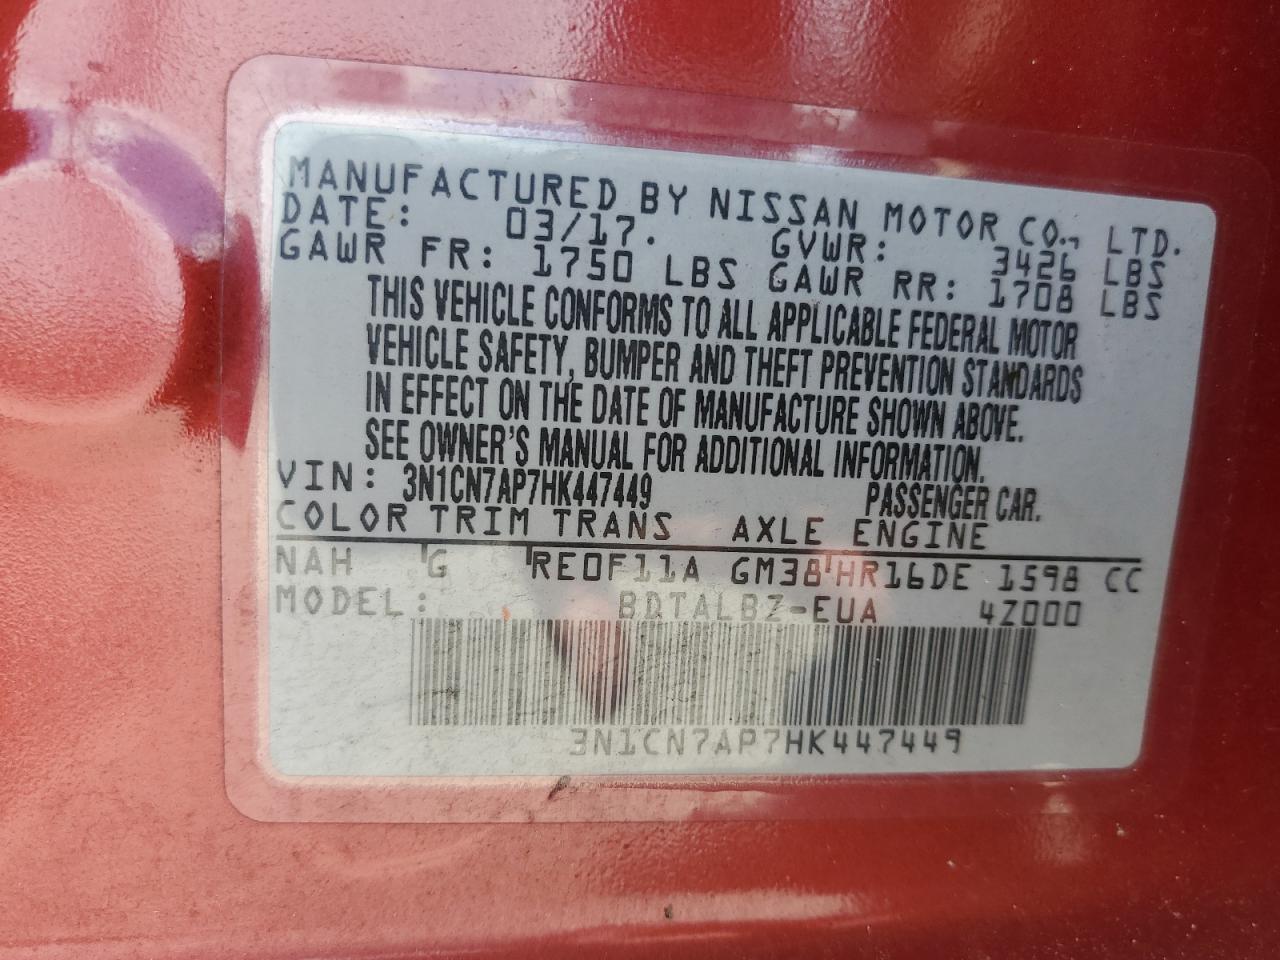 MANUFACTURED BY NISSAN MOTOR CO., LTD.
DATE: 03/17. GVWR: 3426 LBS
GAWR FR: 1750 LBS GAWR RR: 1708 LBS
THIS VEHICLE CONFORMS TO ALL APPLICABLE FEDERAL MOTOR
VEHICLE SAFETY, BUMPER AND THEFT PREVENTION STANDARDS
IN EFFECT ON THE DATE OF MANUFACTURE SHOWN ABOVE.
SEE OWNER'S MANUAL FOR ADDITIONAL INFORMATION.
VIN: 3N1CN7AP7HK447449 PASSENGER CAR.
COLOR TRIM TRANS AXLE ENGINE
NAH G RE0F11A GM38 HR16DE 1598 CC
MODEL: BDTALBZ-EUA 4Z000
3N1CN7AP7HK447449